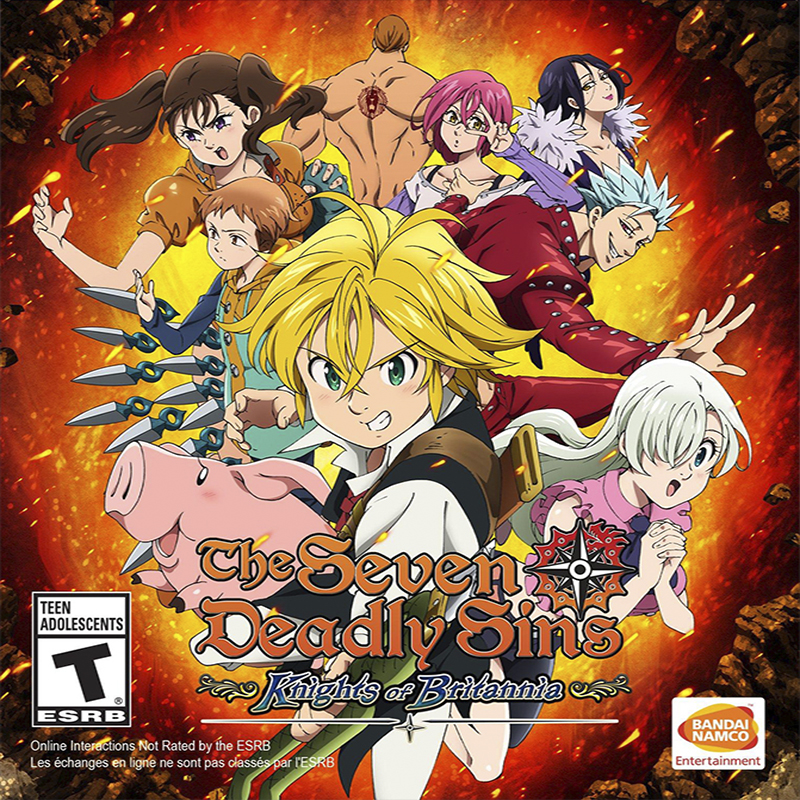 The Seven
Deadly Sins
Knights of Britannia
TEEN
ADOLESCENTS
T
®
ESRB
Online Interactions Not Rated by the ESRB
Les échanges en ligne ne sont pas classés par l'ESRB
BANDAI
NAMCO
™
Entertainment